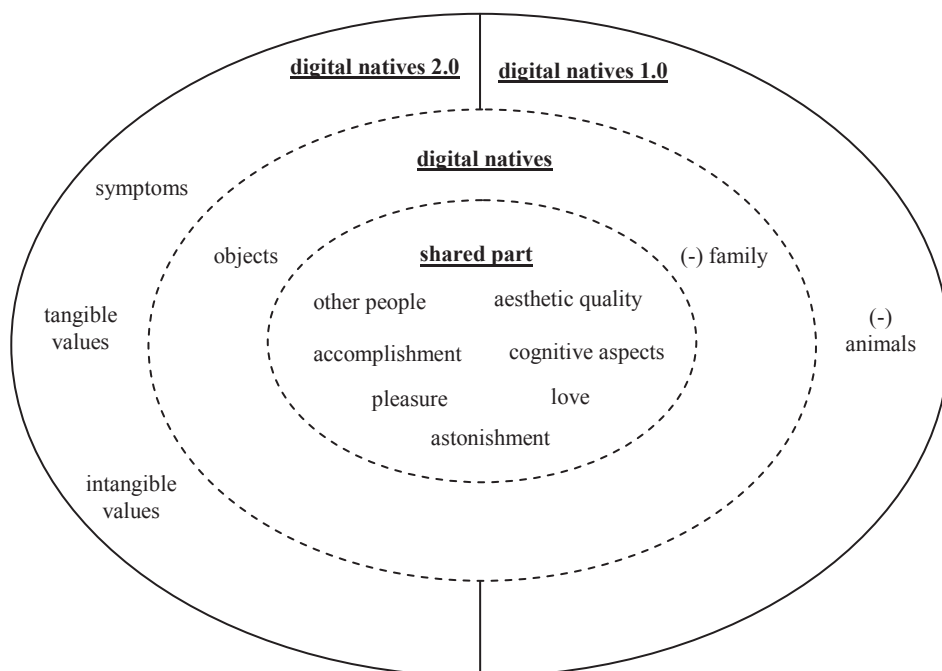 digital natives 2.0
digital natives 1.0
digital natives
symptoms
objects
shared part
(-) family
other people
aesthetic quality
tangible
values
(-)
animals
accomplishment
cognitive aspects
pleasure
love
astonishment
intangible
values